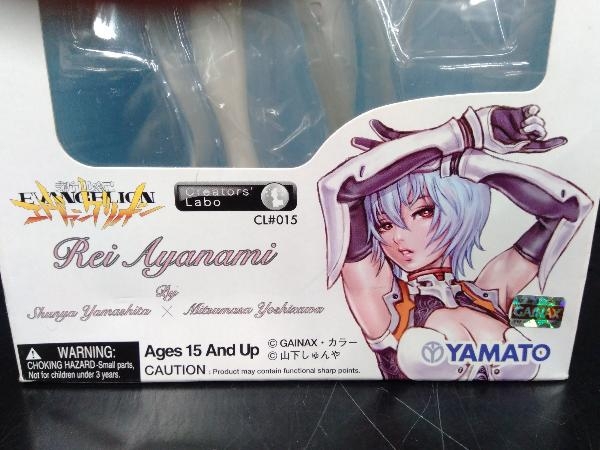 EVANGELION
Creators'
Labo
CL#015
Rei Ayanami
By
Shunya Yamashita × Mitsumasa Yoshizawa
GAINAX
WARNING:
CHOKING HAZARD-Small parts,
Not for children under 3 years.
Ages 15 And Up
CAUTION : Product may contain functional sharp points.
© GAINAX・カラー
© 山下しゅんや
YAMATO